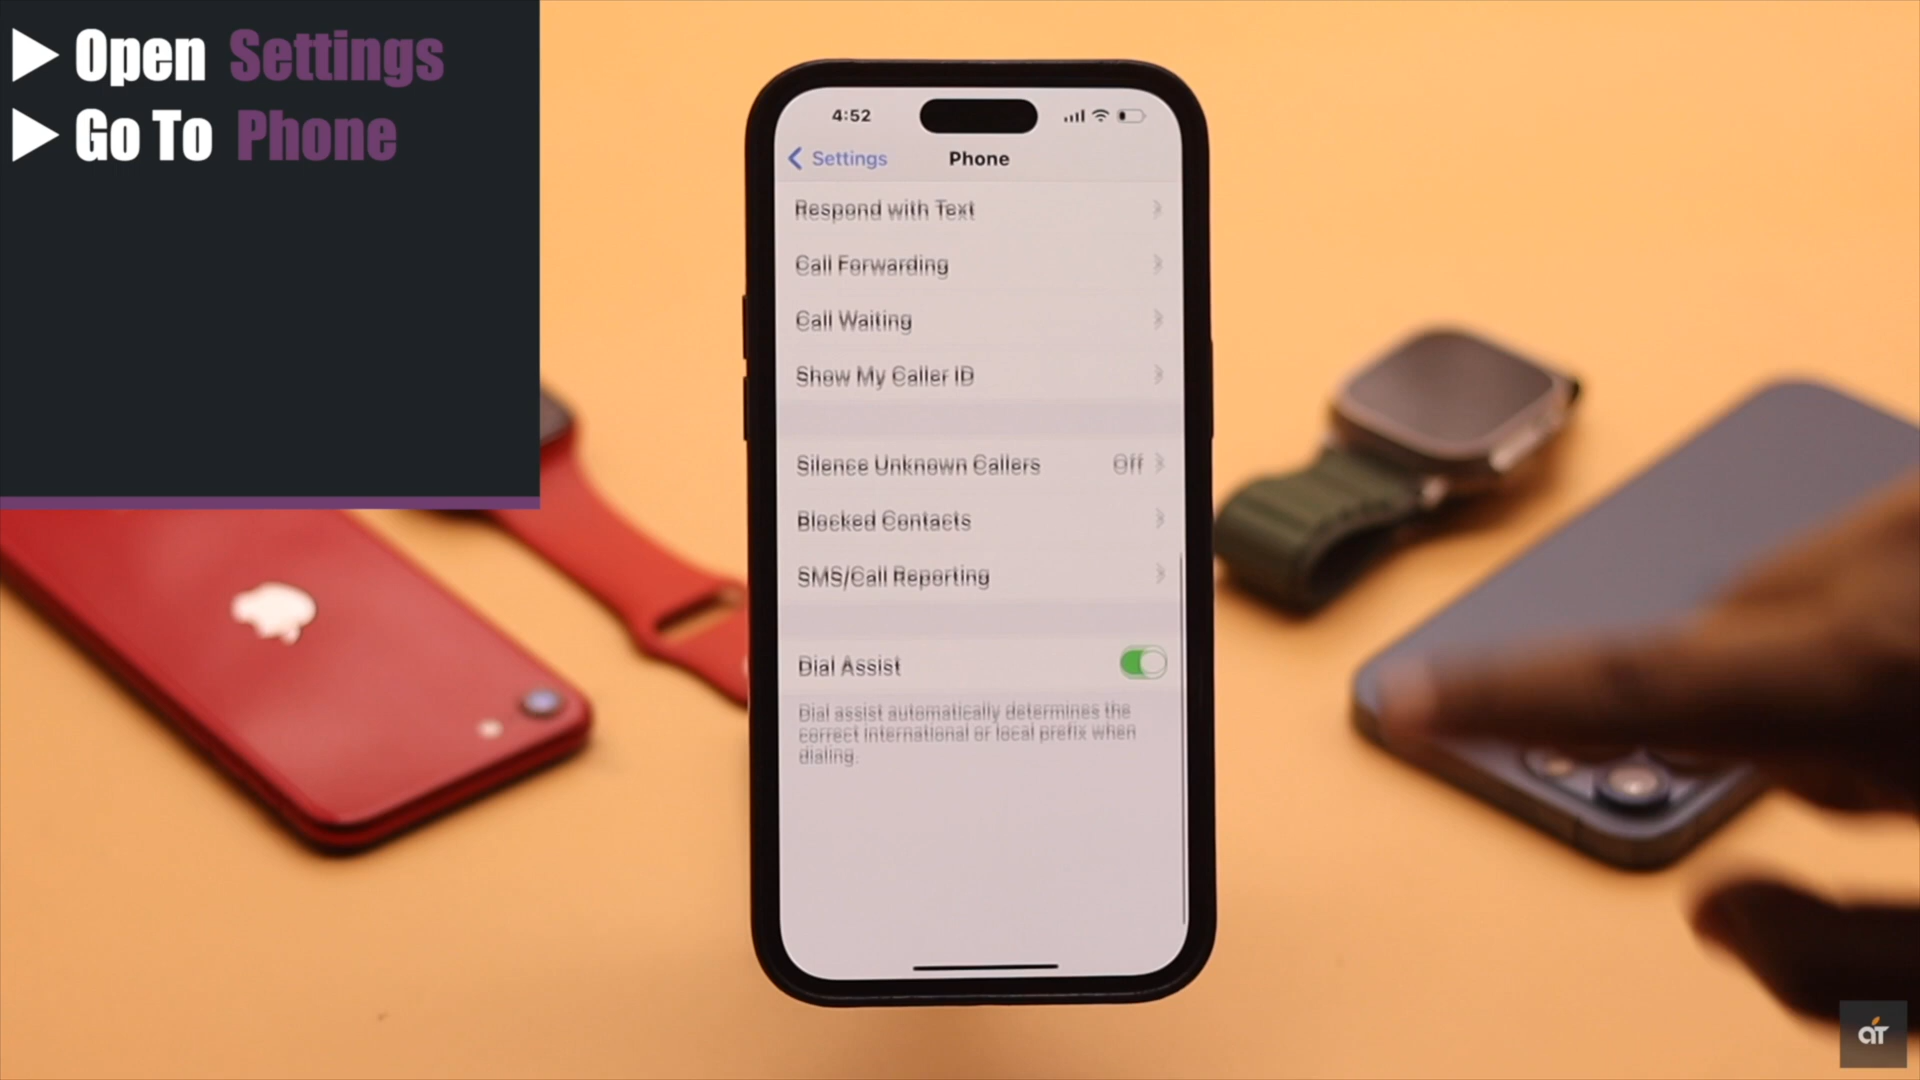 Open Settings
Go To Phone
4:52
Settings
Phone
Respond with Text
Call Forwarding
Call Waiting
Show My Caller ID
Silence Unknown Callers Off
Blocked Contacts
SMS/Call Reporting
Dial Assist
Dial assist automatically determines the
correct international or local prefix when
dialing.
aT